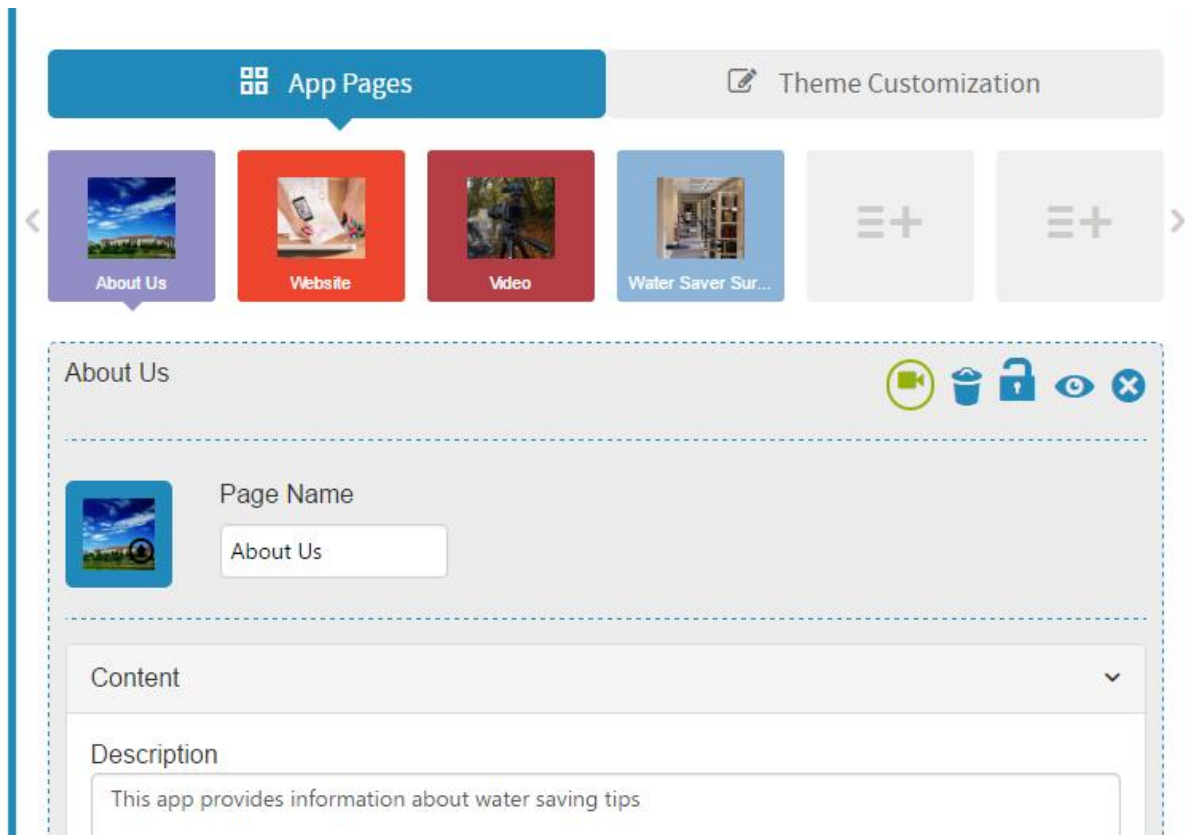 App Pages
Theme Customization
About Us
Website
Video
Water Saver Sur...
About Us
Page Name
About Us
Content
Description
This app provides information about water saving tips